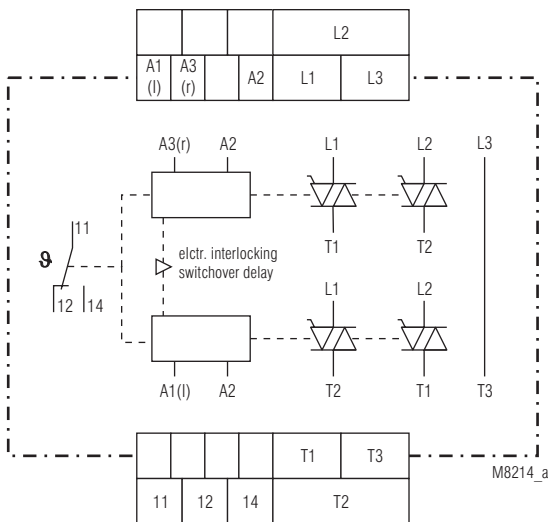 L2
A1 A3 A2 L1 L3
(l) (r)
A3(r) A2 L1 L2 L3
T1 T2
11
ϑ
elctr. interlocking
switchover delay
12 14
L1 L2
A1(l) A2 T2 T1 T3
T1 T3
M8214_a
11 12 14 T2